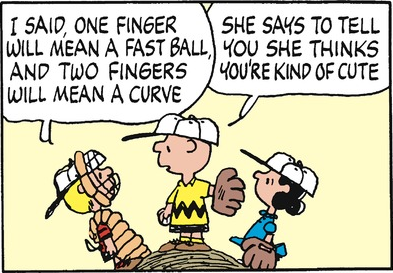 I SAID, ONE FINGER
WILL MEAN A FAST BALL,
AND TWO FINGERS
WILL MEAN A CURVE
SHE SAYS TO TELL
YOU SHE THINKS
YOU'RE KIND OF CUTE